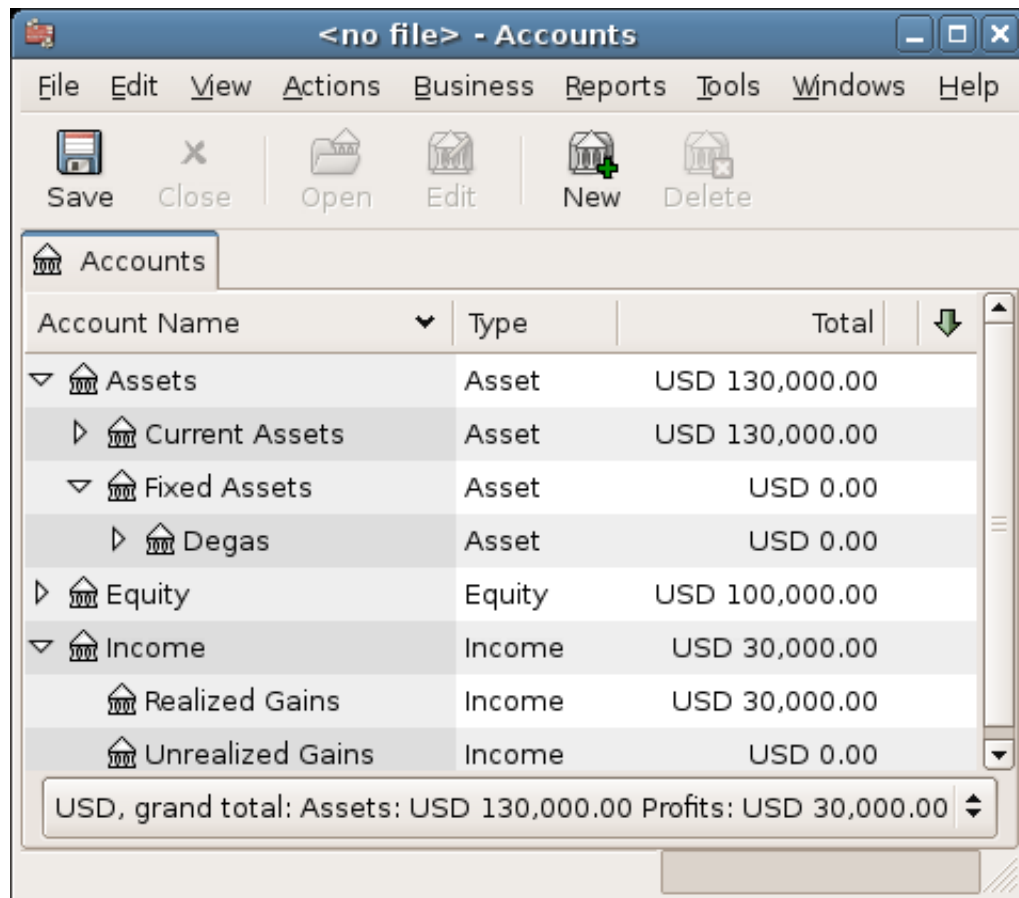 <no file> - Accounts
File Edit View Actions Business Reports Tools Windows Help
Save Close Open Edit New Delete
Accounts
Account Name Type Total
Assets Asset USD 130,000.00
Current Assets Asset USD 130,000.00
Fixed Assets Asset USD 0.00
Degas Asset USD 0.00
Equity Equity USD 100,000.00
Income Income USD 30,000.00
Realized Gains Income USD 30,000.00
Unrealized Gains Income USD 0.00
USD, grand total: Assets: USD 130,000.00 Profits: USD 30,000.00